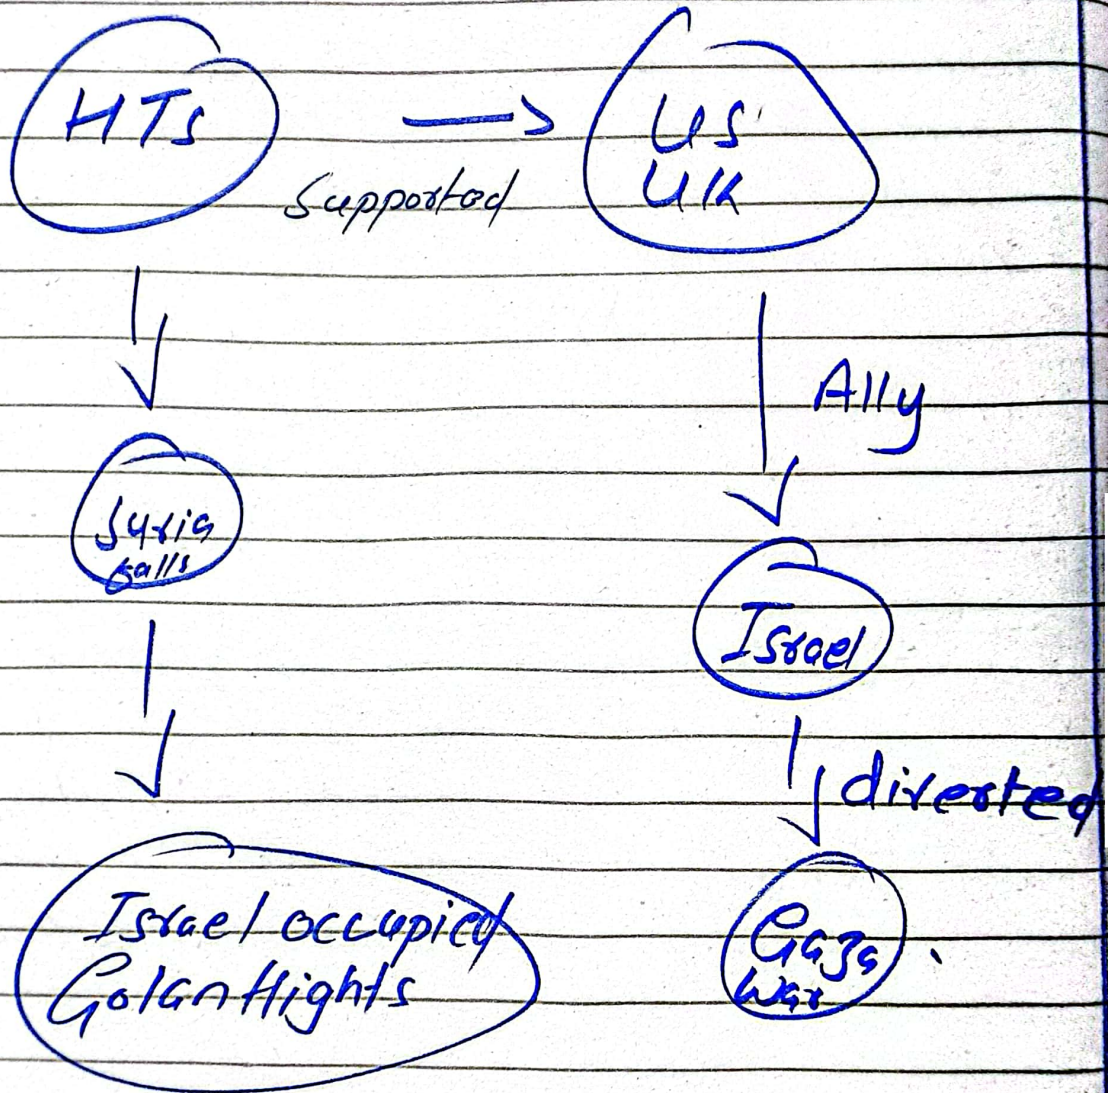 HTs
Supported
US
UK
Ally
Syria
falls
Israel
diverted
Israel occupied
Golan Hights
Gaza
War